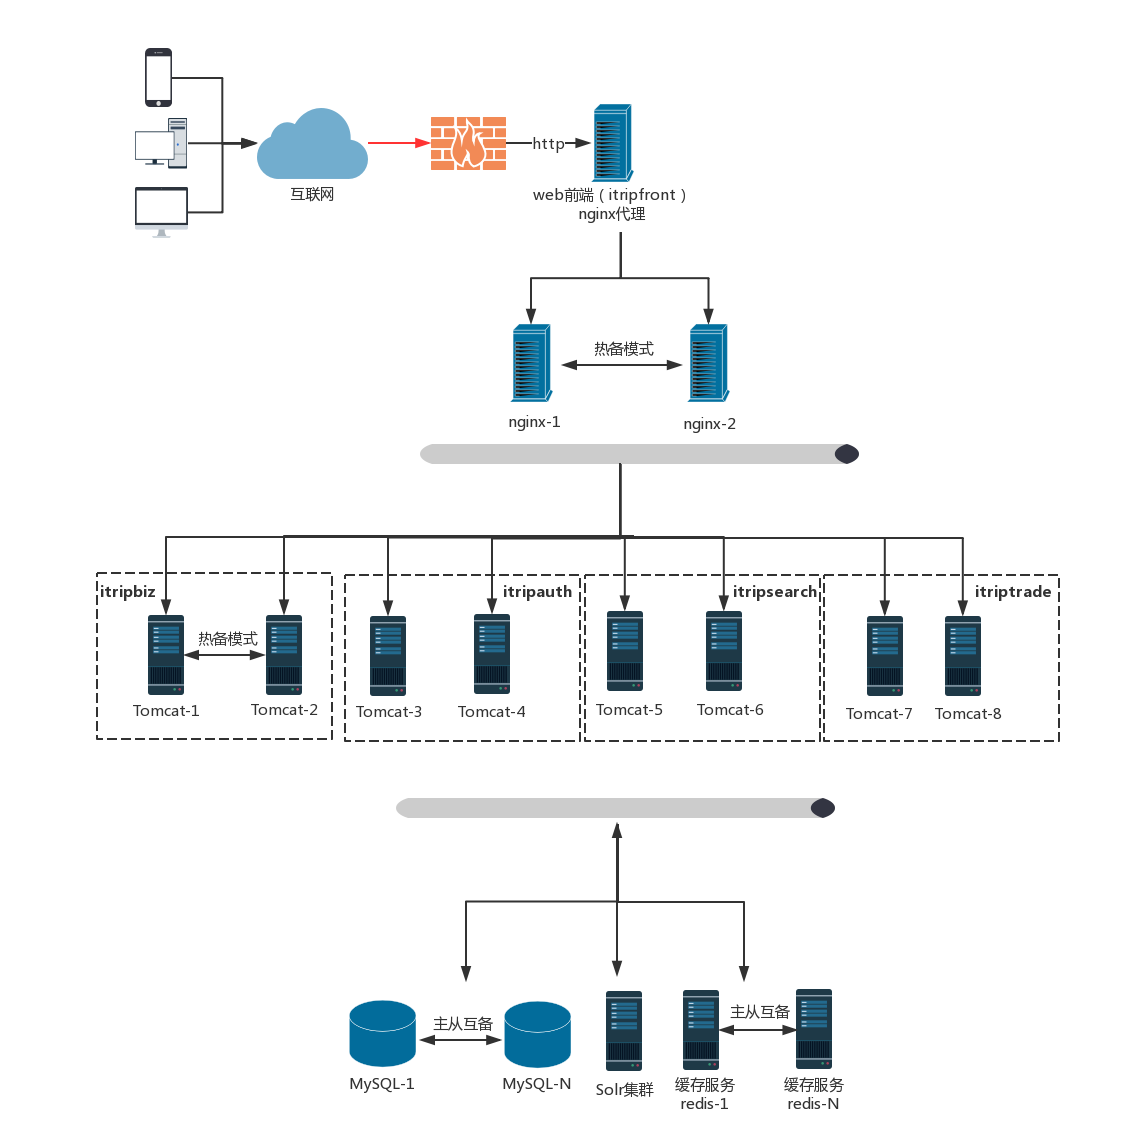 互联网
http
web前端（itripfront）
nginx代理
热备模式
nginx-1
nginx-2
itripbiz
itripauth
itripsearch
itriptrade
热备模式
Tomcat-1
Tomcat-2
Tomcat-3
Tomcat-4
Tomcat-5
Tomcat-6
Tomcat-7
Tomcat-8
主从互备
主从互备
MySQL-1
MySQL-N
Solr集群
缓存服务
redis-1
缓存服务
redis-N